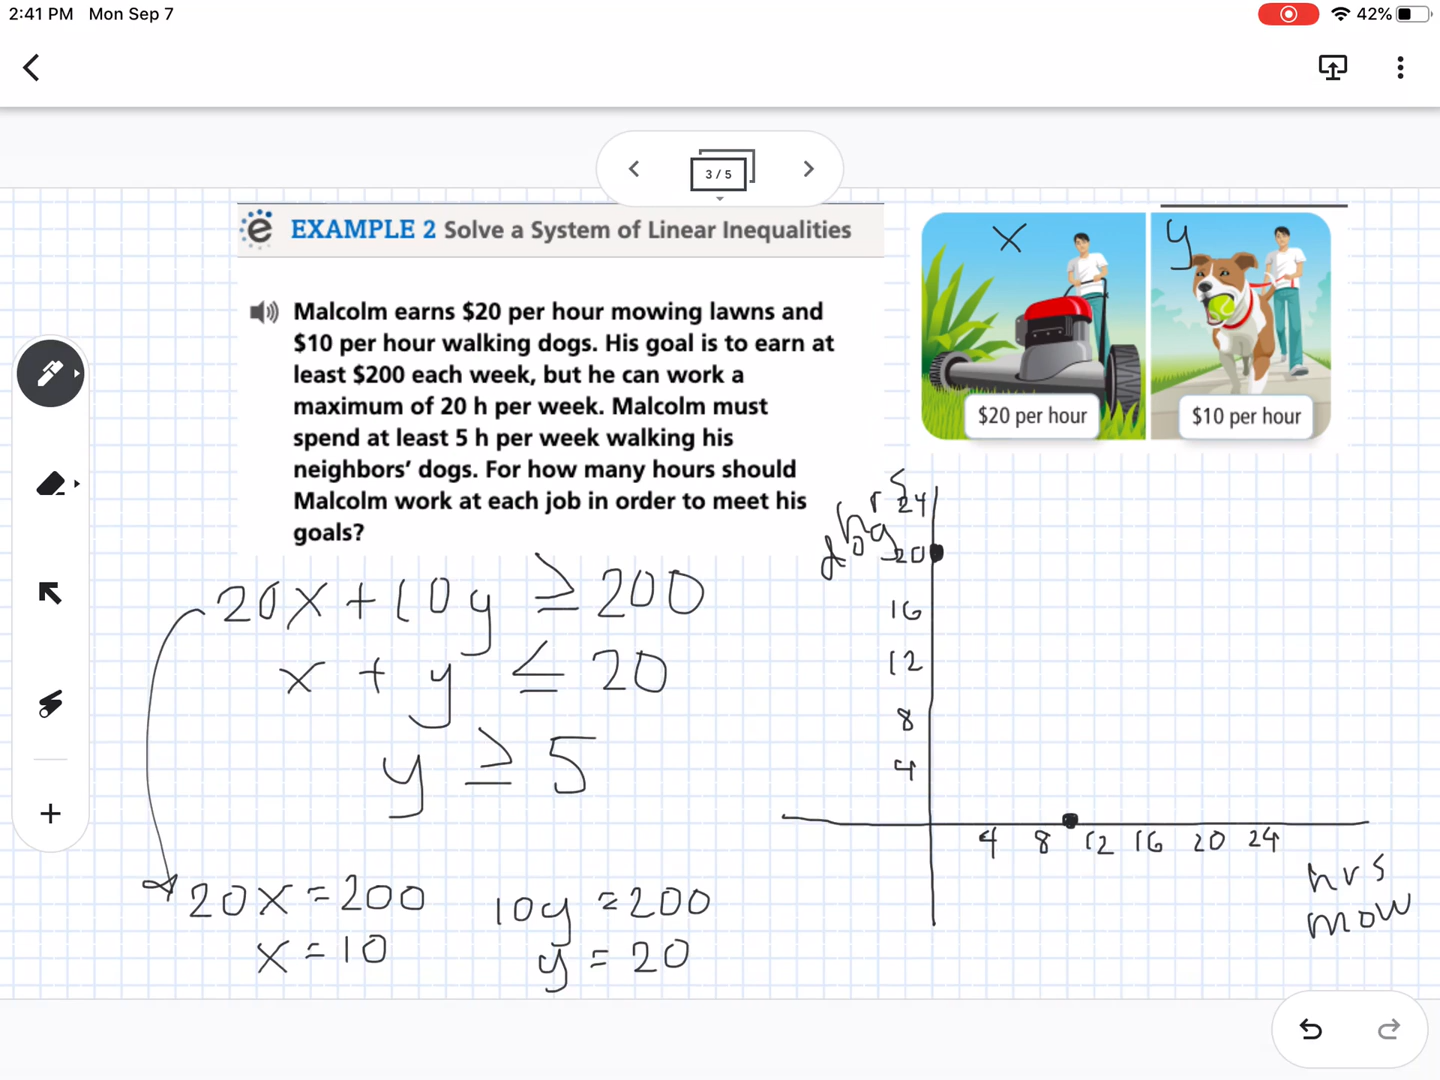 2:41 PM Mon Sep 7
42%
3 / 5
EXAMPLE 2 Solve a System of Linear Inequalities
Malcolm earns $20 per hour mowing lawns and
$10 per hour walking dogs. His goal is to earn at
least $200 each week, but he can work a
maximum of 20 h per week. Malcolm must
spend at least 5 h per week walking his
neighbors’ dogs. For how many hours should
Malcolm work at each job in order to meet his
goals?
x
y
$20 per hour
$10 per hour
20x + 10y ≥ 200
x + y ≤ 20
y ≥ 5
20x = 200
x = 10
10y = 200
y = 20
hrs
dog
24
20
16
12
8
4
4 8 12 16 20 24
hrs
mow